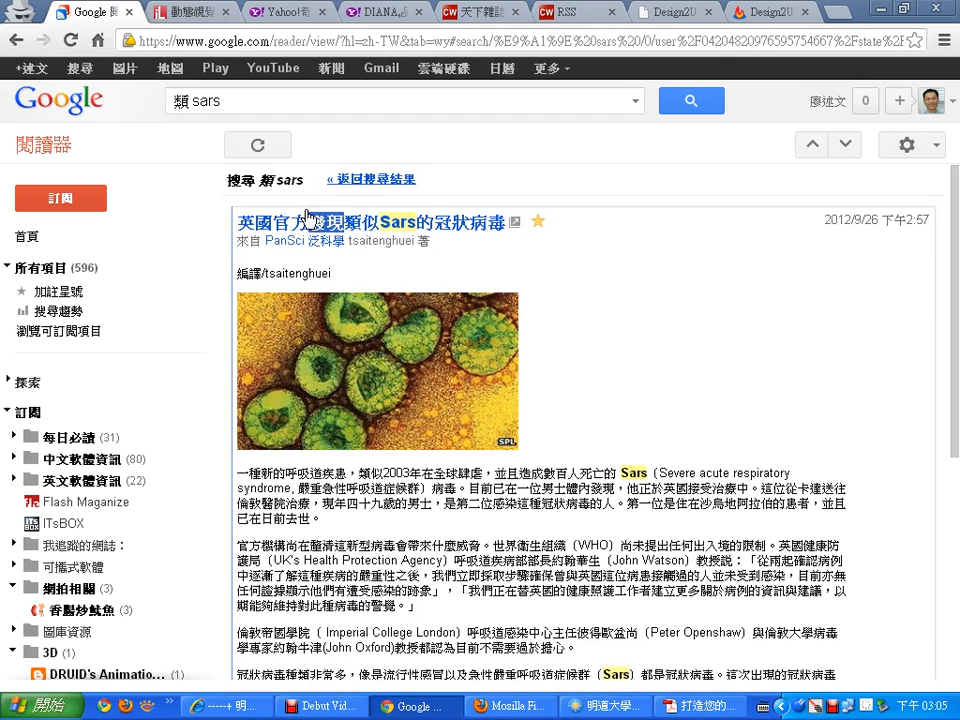 Google 閱
動態視覺
Yahoo!奇
DIANA,品
天下雜誌
RSS
Design2U
Design2U
https://www.google.com/reader/view/?hl=zh-TW&tab=wy#search/%E9%A1%9E%20sars%20/0/user%2F04204820976595754667%2Fstate%2F
+述文 搜尋 圖片 地圖 Play YouTube 新聞 Gmail 雲端硬碟 日曆 更多
Google
類 sars
廖述文
0
+
閱讀器
搜尋 類 sars
« 返回搜尋結果
訂閱
首頁
所有項目 (596)
加註星號
搜尋趨勢
瀏覽可訂閱項目
探索
訂閱
每日必讀 (31)
中文軟體資訊 (80)
英文軟體資訊 (22)
Flash Maganize
ITsBOX
我追蹤的網誌:
可攜式軟體
網拍相關 (3)
香腸炒魷魚 (3)
圖庫資源
3D (1)
DRUID's Animatio... (1)
英國官方發現類似Sars的冠狀病毒
2012/9/26 下午2:57
來自 PanSci 泛科學 tsaitenghuei 著
編譯/tsaitenghuei
SPL
一種新的呼吸道疾患,類似2003年在全球肆虐,並且造成數百人死亡的 Sars(Severe acute respiratory
syndrome, 嚴重急性呼吸道症候群)病毒。目前已在一位男士體內發現,他正於英國接受治療中。這位從卡達送往
倫敦醫院治療,現年四十九歲的男士,是第二位感染這種冠狀病毒的人。第一位是住在沙烏地阿拉伯的患者,並且
已在日前去世。
官方機構尚在釐清這新型病毒會帶來什麼威脅。世界衛生組織(WHO)尚未提出任何出入境的限制。英國健康防
護局(UK's Health Protection Agency)呼吸道疾病部部長約翰華生(John Watson)教授說:「從兩起確認病例
中逐漸了解這種疾病的嚴重性之後,我們立即採取步驟確保曾與英國這位病患接觸過的人並未受到感染,目前亦無
任何證據顯示他們有遭受感染的跡象」,「我們正在替英國的健康照護工作者建立更多關於病例的資訊與建議,以
期能夠維持對此種病毒的警覺。」
倫敦帝國學院( Imperial College London)呼吸道感染中心主任彼得歐蓋尚(Peter Openshaw)與倫敦大學病毒
學專家約翰牛津(John Oxford)教授都認為目前不需要過於擔心。
冠狀病毒種類非常多,像是流行性感冒以及急性嚴重呼吸道症候群(Sars)都是冠狀病毒。這次出現的冠狀病毒
開始
-----+ 明...
Debut Vid...
Google ...
Mozilla Fi...
明道大學...
打造您的...
下午 03:05